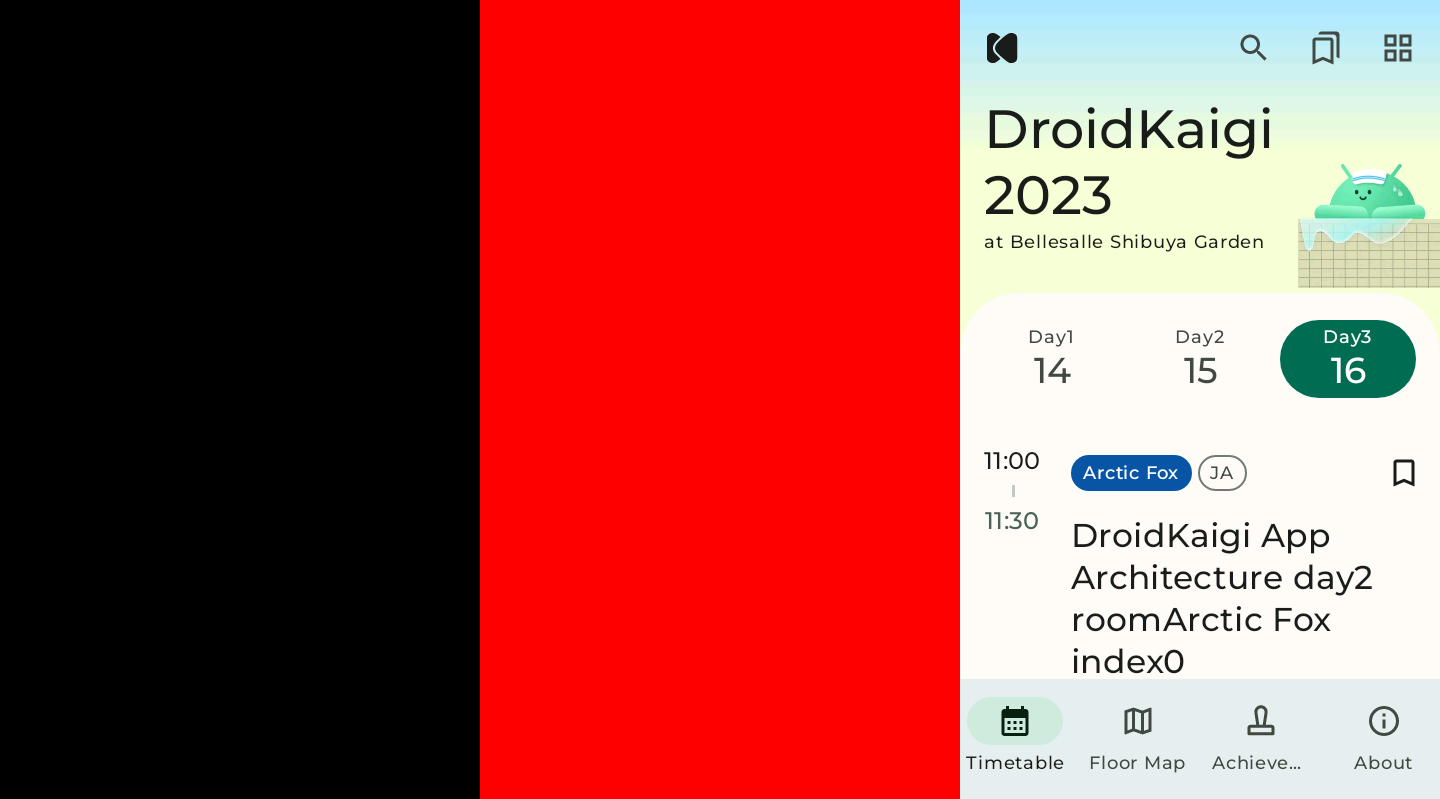 DroidKaigi
2023
at Bellesalle Shibuya Garden
Day1
14
Day2
15
Day3
16
11:00
11:30
Arctic Fox
JA
DroidKaigi App
Architecture day2
roomArctic Fox
index0
Timetable
Floor Map
Achieve…
About